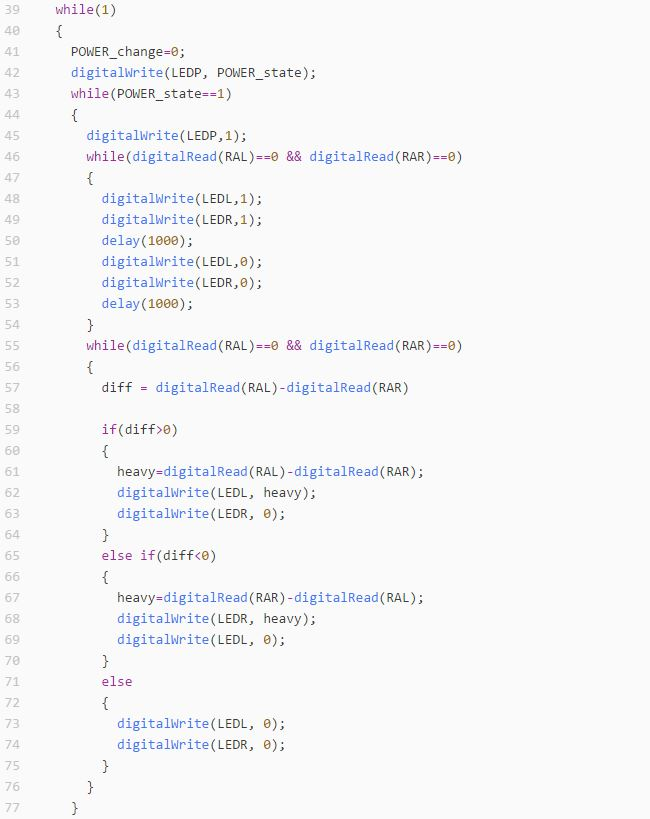 39 while(1)
40 {
41 POWER_change=0;
42 digitalWrite(LEDP, POWER_state);
43 while(POWER_state==1)
44 {
45 digitalWrite(LEDP,1);
46 while(digitalRead(RAL)==0 && digitalRead(RAR)==0)
47 {
48 digitalWrite(LEDL,1);
49 digitalWrite(LEDR,1);
50 delay(1000);
51 digitalWrite(LEDL,0);
52 digitalWrite(LEDR,0);
53 delay(1000);
54 }
55 while(digitalRead(RAL)==0 && digitalRead(RAR)==0)
56 {
57 diff = digitalRead(RAL)-digitalRead(RAR)
58
59 if(diff>0)
60 {
61 heavy=digitalRead(RAL)-digitalRead(RAR);
62 digitalWrite(LEDL, heavy);
63 digitalWrite(LEDR, 0);
64 }
65 else if(diff<0)
66 {
67 heavy=digitalRead(RAR)-digitalRead(RAL);
68 digitalWrite(LEDR, heavy);
69 digitalWrite(LEDL, 0);
70 }
71 else
72 {
73 digitalWrite(LEDL, 0);
74 digitalWrite(LEDR, 0);
75 }
76 }
77 }